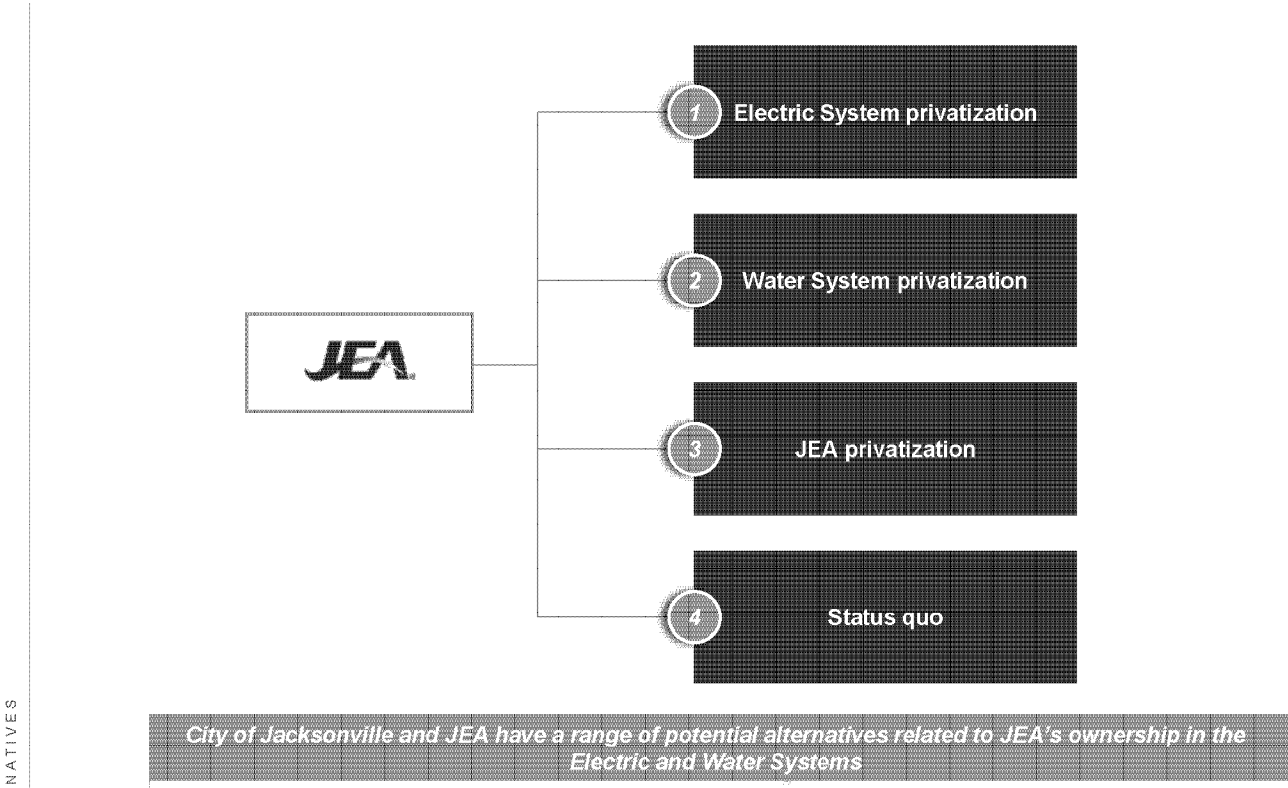 1
Electric System privatization
2
Water System privatization
JEA
3
JEA privatization
4
Status quo
NATIVES
City of Jacksonville and JEA have a range of potential alternatives related to JEA's ownership in the
Electric and Water Systems